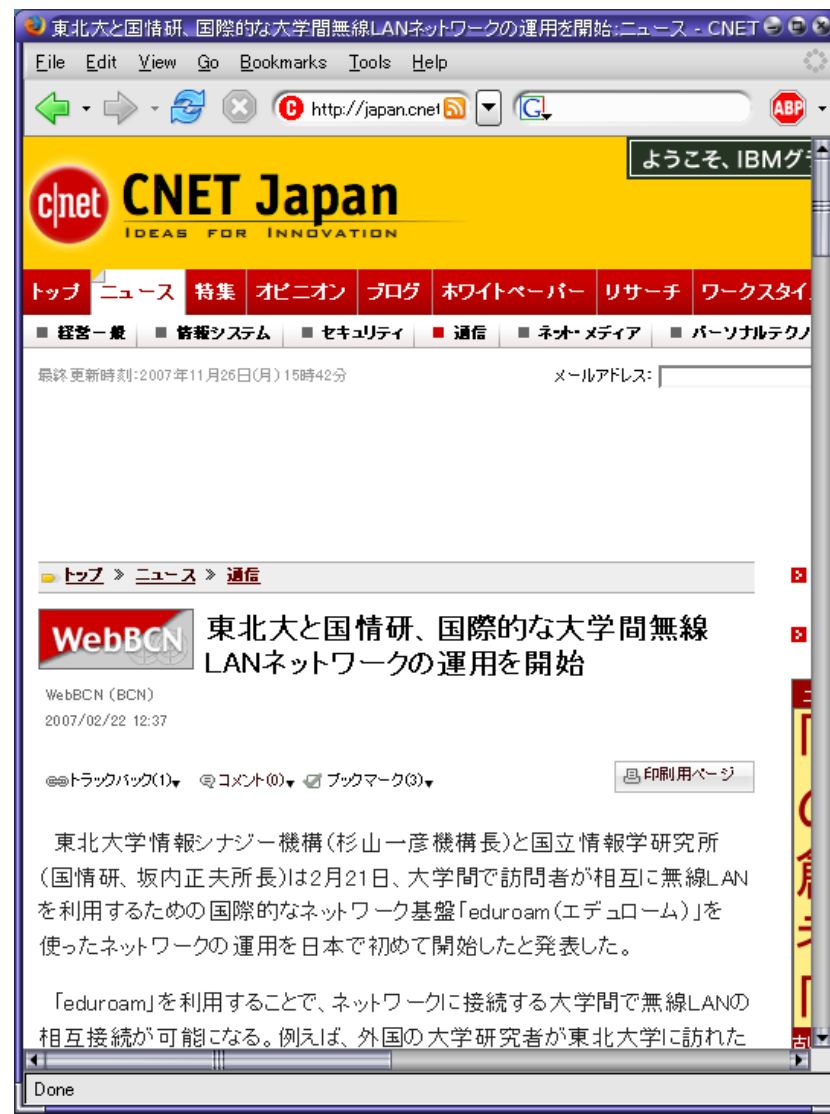 東北大と国情研、国際的な大学間無線LANネットワークの運用を開始:ニュース - CNET
File Edit View Go Bookmarks Tools Help
http://japan.cnet
ABP
ようこそ、IBMグ
c|net CNET Japan
IDEAS FOR INNOVATION
トップ ニュース 特集 オピニオン ブログ ホワイトペーパー リサーチ ワークスタイ
経営一般 情報システム セキュリティ 通信 ネット・メディア パーソナルテクノ
最終更新時刻:2007年11月26日(月) 15時42分 メールアドレス:
トップ » ニュース » 通信
WebBCN
東北大と国情研、国際的な大学間無線
LANネットワークの運用を開始
WebBCN (BCN)
2007/02/22 12:37
トラックバック(1) コメント(0) ブックマーク(3) 印刷用ページ
東北大学情報シナジー機構(杉山一彦機構長)と国立情報学研究所
(国情研、坂内正夫所長)は2月21日、大学間で訪問者が相互に無線LAN
を利用するための国際的なネットワーク基盤「eduroam(エデュローム)」を
使ったネットワークの運用を日本で初めて開始したと発表した。
「eduroam」を利用することで、ネットワークに接続する大学間で無線LANの
相互接続が可能になる。例えば、外国の大学研究者が東北大学に訪れた
Done